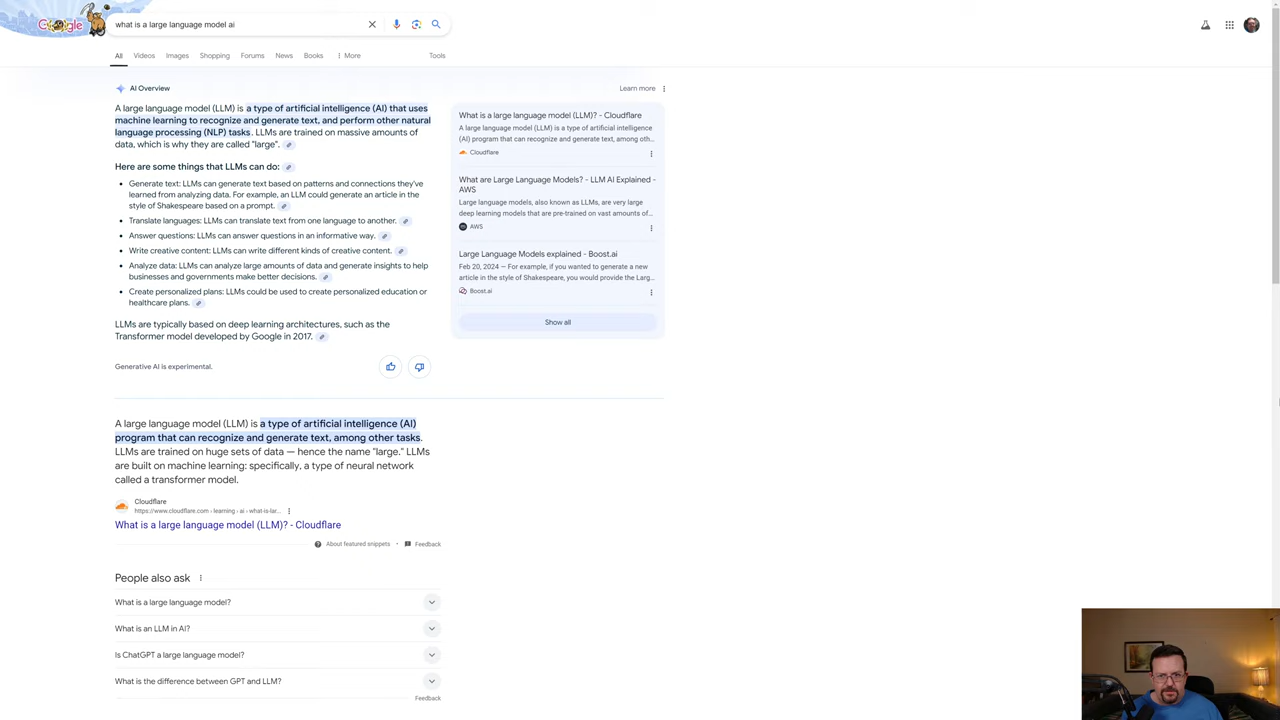 Google
what is a large language model ai
All
Videos
Images
Shopping
Forums
News
Books
More
Tools
AI Overview
Learn more
A large language model (LLM) is a type of artificial intelligence (AI) that uses
machine learning to recognize and generate text, and perform other natural
language processing (NLP) tasks. LLMs are trained on massive amounts of
data, which is why they are called "large".
Here are some things that LLMs can do:
• Generate text: LLMs can generate text based on patterns and connections they've
learned from analyzing data. For example, an LLM could generate an article in the
style of Shakespeare based on a prompt.
• Translate languages: LLMs can translate text from one language to another.
• Answer questions: LLMs can answer questions in an informative way.
• Write creative content: LLMs can write different kinds of creative content.
• Analyze data: LLMs can analyze large amounts of data and generate insights to help
businesses and governments make better decisions.
• Create personalized plans: LLMs could be used to create personalized education or
healthcare plans.
LLMs are typically based on deep learning architectures, such as the
Transformer model developed by Google in 2017.
Generative AI is experimental.
What is a large language model (LLM)? - Cloudflare
A large language model (LLM) is a type of artificial intelligence
(AI) program that can recognize and generate text, among oth...
Cloudflare
What are Large Language Models? - LLM AI Explained -
AWS
Large language models, also known as LLMs, are very large
deep learning models that are pre-trained on vast amounts of...
AWS
Large Language Models explained - Boost.ai
Feb 20, 2024 — For example, if you wanted to generate a new
article in the style of Shakespeare, you would provide the Larg...
Boost.ai
Show all
A large language model (LLM) is a type of artificial intelligence (AI)
program that can recognize and generate text, among other tasks.
LLMs are trained on huge sets of data — hence the name "large." LLMs
are built on machine learning: specifically, a type of neural network
called a transformer model.
Cloudflare
https://www.cloudflare.com › learning › ai › what-is-lar...
What is a large language model (LLM)? - Cloudflare
About featured snippets • Feedback
People also ask
What is a large language model?
What is an LLM in AI?
Is ChatGPT a large language model?
What is the difference between GPT and LLM?
Feedback